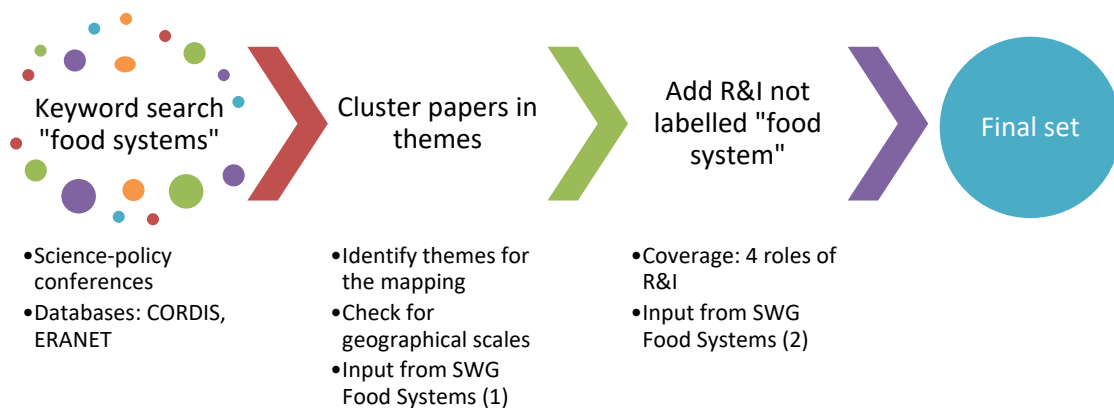 Keyword search
"food systems"
Cluster papers in
themes
Add R&I not
labelled "food
system"
Final set
•Science-policy
conferences
•Databases: CORDIS,
ERANET
•Identify themes for
the mapping
•Check for
geographical scales
•Input from SWG
Food Systems (1)
•Coverage: 4 roles of
R&I
•Input from SWG
Food Systems (2)